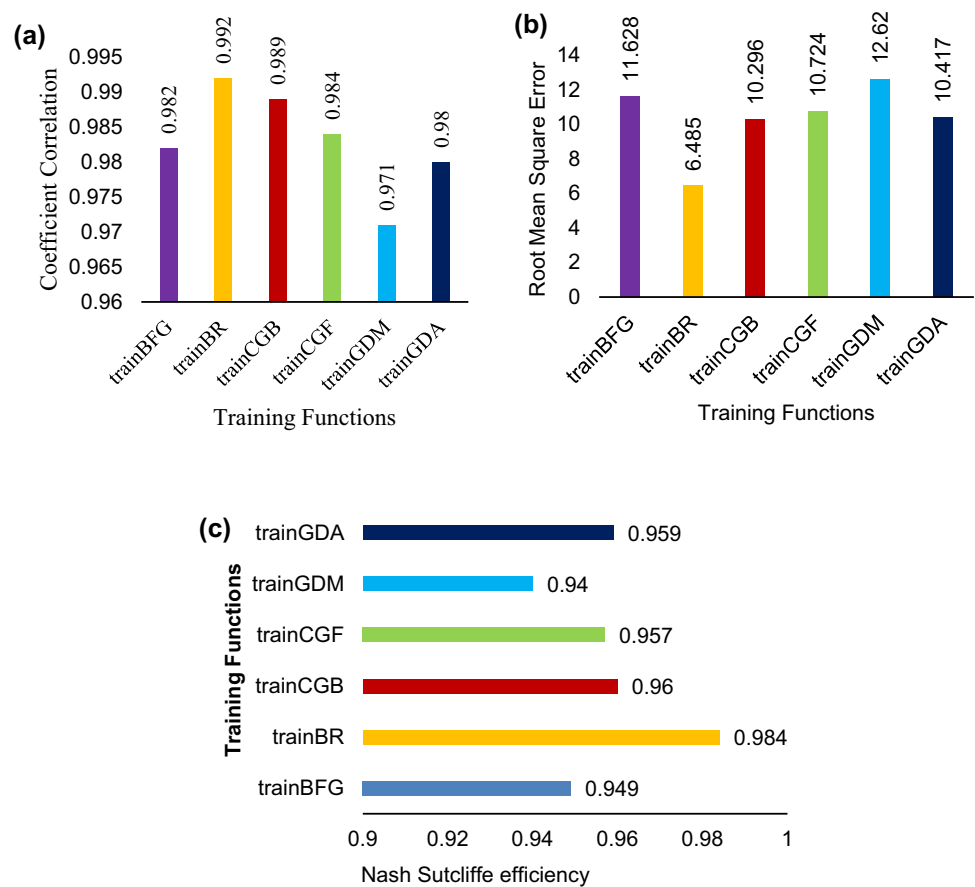 (a)
Coefficient Correlation
0.995
0.99
0.985
0.98
0.975
0.97
0.965
0.96
0.982
0.992
0.989
0.984
0.971
0.98
trainBFG
trainBR
trainCGB
trainCGF
trainGDM
trainGDA
Training Functions
(b)
Root Mean Square Error
14
12
10
8
6
4
2
0
11.628
6.485
10.296
10.724
12.62
10.417
trainBFG
trainBR
trainCGB
trainCGF
trainGDM
trainGDA
Training Functions
(c)
Training Functions
trainGDA
0.959
trainGDM
0.94
trainCGF
0.957
trainCGB
0.96
trainBR
0.984
trainBFG
0.949
0.9
0.92
0.94
0.96
0.98
1
Nash Sutcliffe efficiency